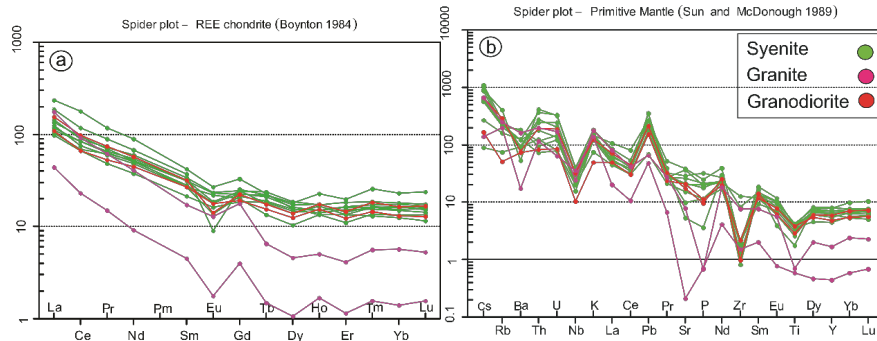 Spider plot – REE chondrite (Boynton 1984)
Spider plot – Primitive Mantle (Sun and McDonough 1989)
a
1000
100
10
1
La Pr Pm Eu Tb Ho Tm Lu
Ce Nd Sm Gd Dy Er Yb
b
10000
1000
100
10
1
0.1
Syenite
Granite
Granodiorite
Cs Ba U K Ce Pr P Zr Eu Dy Yb
Rb Th Nb La Pb Sr Nd Sm Ti Y Lu